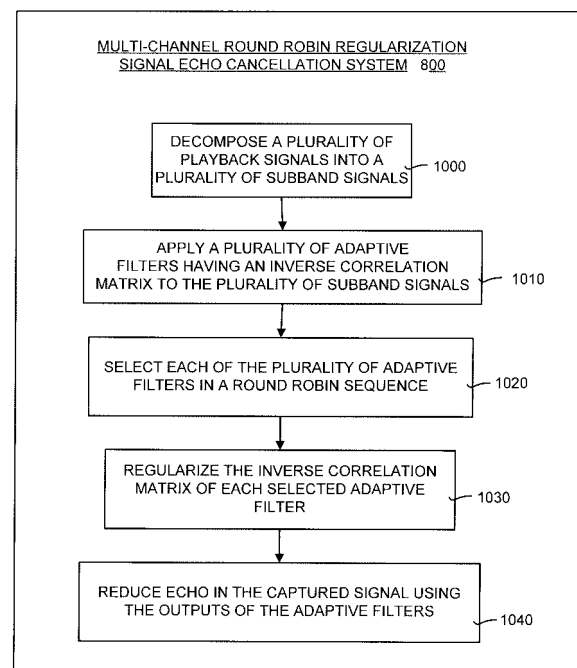 MULTI-CHANNEL ROUND ROBIN REGULARIZATION
SIGNAL ECHO CANCELLATION SYSTEM 800
DECOMPOSE A PLURALITY OF
PLAYBACK SIGNALS INTO A
PLURALITY OF SUBBAND SIGNALS
1000
APPLY A PLURALITY OF ADAPTIVE
FILTERS HAVING AN INVERSE CORRELATION
MATRIX TO THE PLURALITY OF SUBBAND SIGNALS
1010
SELECT EACH OF THE PLURALITY OF ADAPTIVE
FILTERS IN A ROUND ROBIN SEQUENCE
1020
REGULARIZE THE INVERSE CORRELATION
MATRIX OF EACH SELECTED ADAPTIVE
FILTER
1030
REDUCE ECHO IN THE CAPTURED SIGNAL USING
THE OUTPUTS OF THE ADAPTIVE FILTERS
1040